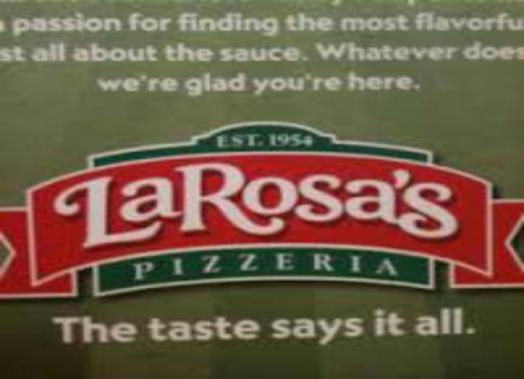 passion for finding the most flavorfu
st all about the sauce. Whatever does
we're glad you're here.
EST. 1954
LaRosa's
PIZZERIA
The taste says it all.